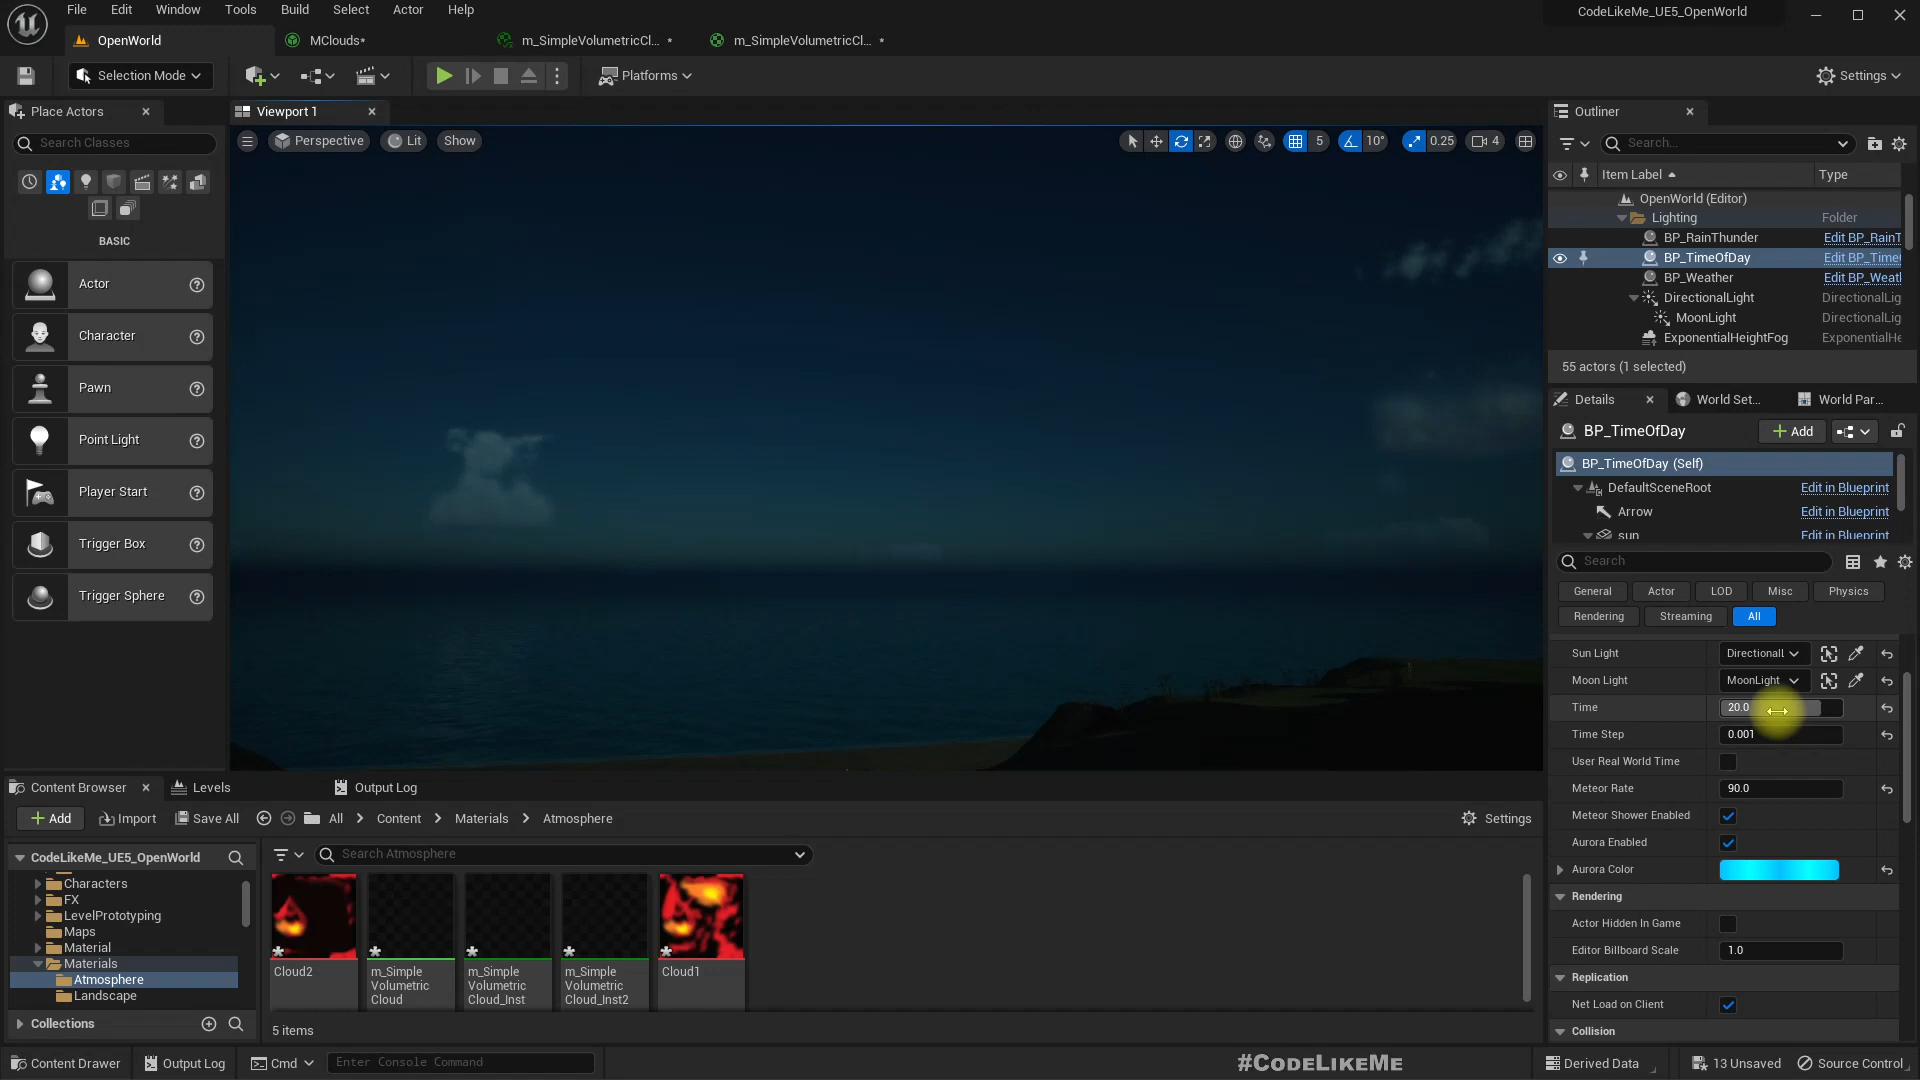 File Edit Window Tools Build Select Actor Help
CodeLikeMe_UE5_OpenWorld
OpenWorld
MClouds*
m_SimpleVolumetricCl... *
m_SimpleVolumetricCl... *
Selection Mode
Platforms
Settings
Place Actors
Viewport 1
Outliner
Search Classes
Perspective
Lit
Show
5
10°
0.25
4
Search...
Item Label
Type
OpenWorld (Editor)
Lighting
Folder
BASIC
BP_RainThunder
Edit BP_RainT
BP_TimeOfDay
Edit BP_Time
BP_Weather
Edit BP_Weat
Actor
DirectionalLight
DirectionalLig
MoonLight
DirectionalLig
Character
ExponentialHeightFog
ExponentialHe
55 actors (1 selected)
Pawn
Details
World Set...
World Par...
Point Light
BP_TimeOfDay
Add
BP_TimeOfDay (Self)
Player Start
DefaultSceneRoot
Edit in Blueprint
Arrow
Edit in Blueprint
sun
Edit in Blueprint
Trigger Box
Search
General
Actor
LOD
Misc
Physics
Trigger Sphere
Rendering
Streaming
All
Sun Light
Directionall
Moon Light
MoonLight
Time
20.0
Time Step
0.001
User Real World Time
Meteor Rate
90.0
Meteor Shower Enabled
Aurora Enabled
Aurora Color
Rendering
Actor Hidden In Game
Editor Billboard Scale
1.0
Replication
Net Load on Client
Collision
Content Browser
Levels
Output Log
Add
Import
Save All
All
Content
Materials
Atmosphere
Settings
CodeLikeMe_UE5_OpenWorld
Search Atmosphere
Characters
FX
LevelPrototyping
Maps
Material
Materials
Atmosphere
Landscape
Cloud2
m_Simple
Volumetric
Cloud
m_Simple
Volumetric
Cloud_Inst
m_Simple
Volumetric
Cloud_Inst2
Cloud1
Collections
5 items
Content Drawer
Output Log
Cmd
Enter Console Command
#CodeLikeMe
Derived Data
13 Unsaved
Source Control